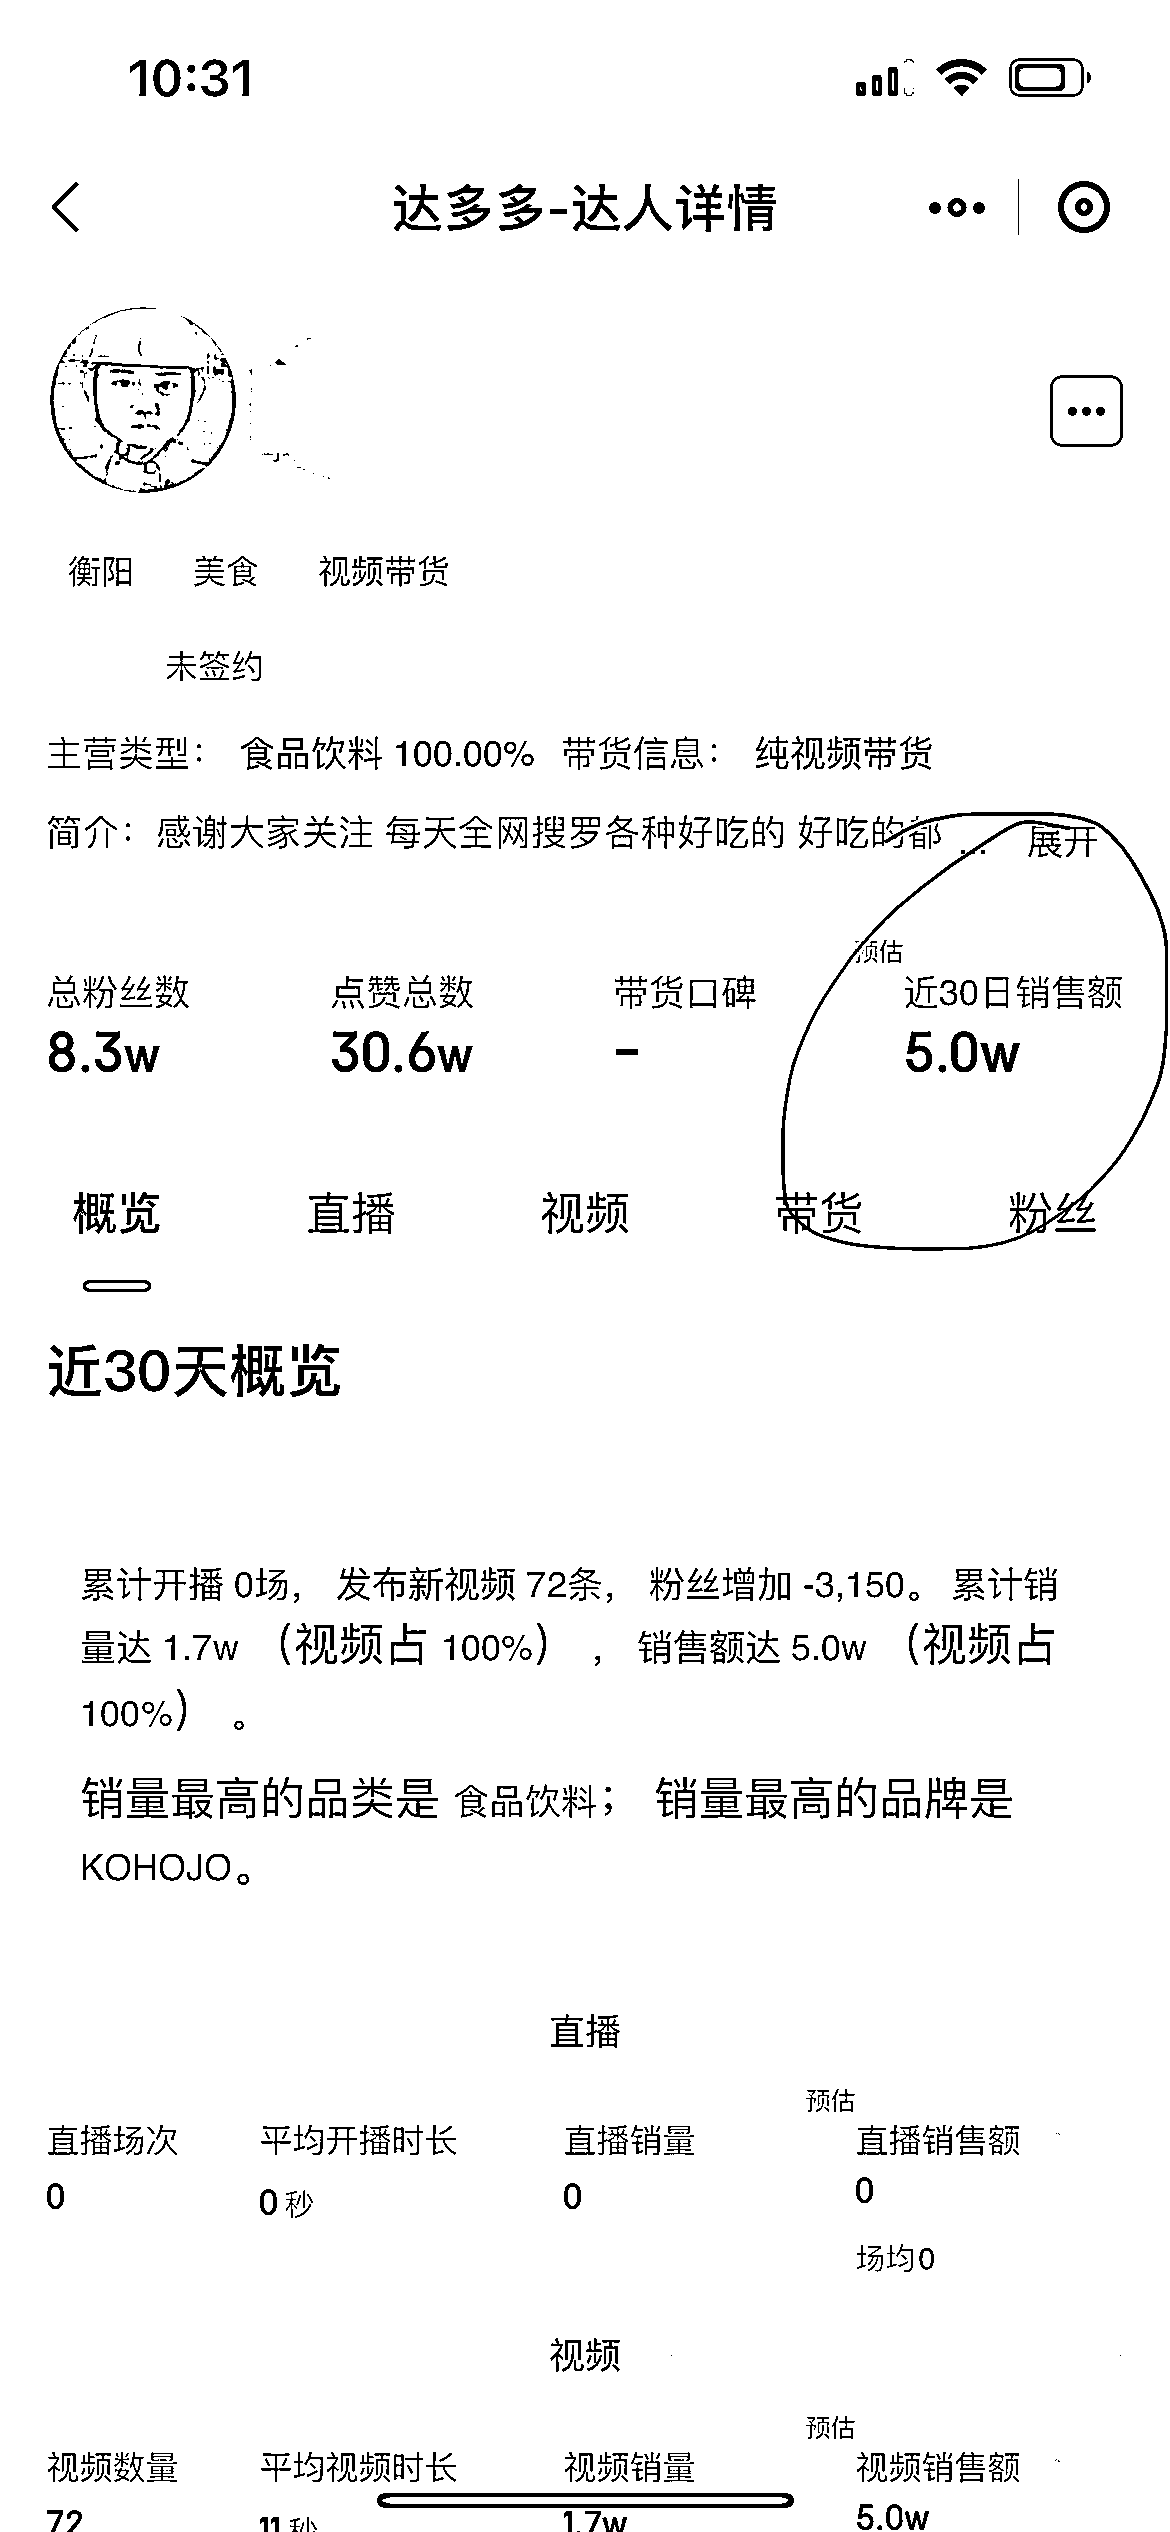 10:31
达多多-达人详情
衡阳 美食 视频带货
未签约
主营类型： 食品饮料 100.00% 带货信息： 纯视频带货
简介：感谢大家关注 每天全网搜罗各种好吃的 好吃的都 ... 展开
预估
总粉丝数 点赞总数 带货口碑 近30日销售额
8.3w 30.6w - 5.0w
概览 直播 视频 带货 粉丝
近30天概览
累计开播 0场， 发布新视频 72条， 粉丝增加 -3,150。 累计销
量达 1.7w （视频占 100%） ， 销售额达 5.0w （视频占
100%） 。
销量最高的品类是 食品饮料； 销量最高的品牌是
KOHOJO。
直播
预估
直播场次 平均开播时长 直播销量 直播销售额
0 0 秒 0 0
场均0
视频
预估
视频数量 平均视频时长 视频销量 视频销售额
72 11 秒 1.7w 5.0w